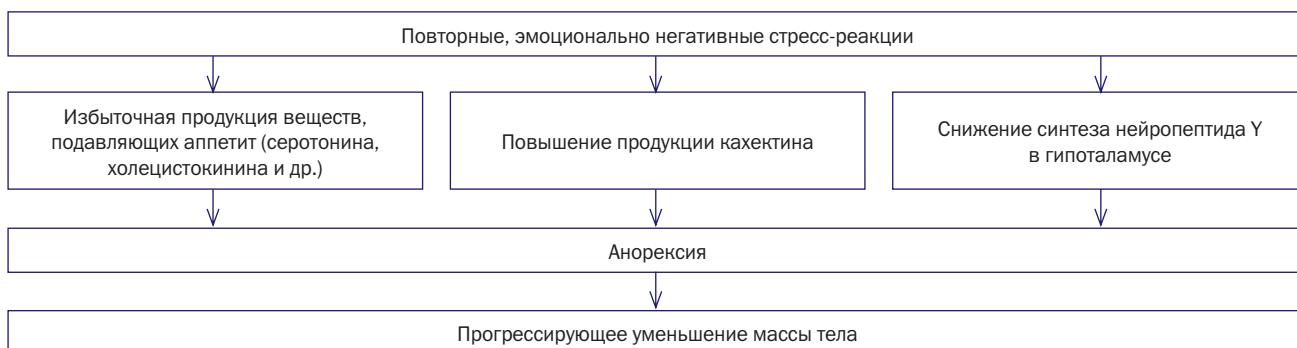 Повторные, эмоционально негативные стресс-реакции
Избыточная продукция веществ,
подавляющих аппетит (серотонина,
холецистокинина и др.)
Повышение продукции кахектина
Снижение синтеза нейропептида Y
в гипоталамусе
Анорексия
Прогрессирующее уменьшение массы тела